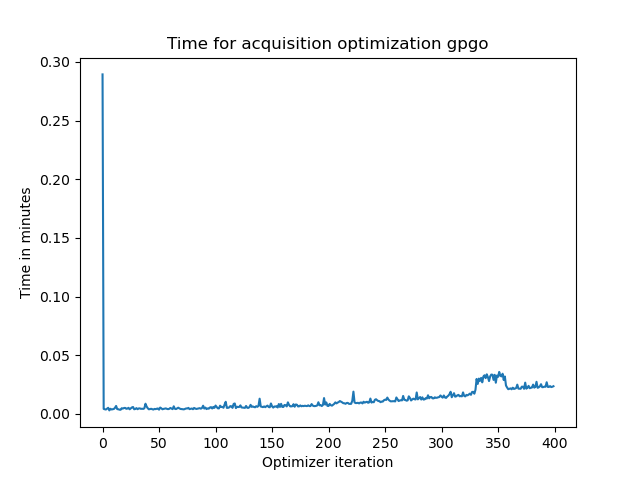 Time for acquisition optimization gpgo
0.30
0.25
0.20
0.15
0.10
0.05
0.00
Time in minutes
0 50 100 150 200 250 300 350 400
Optimizer iteration